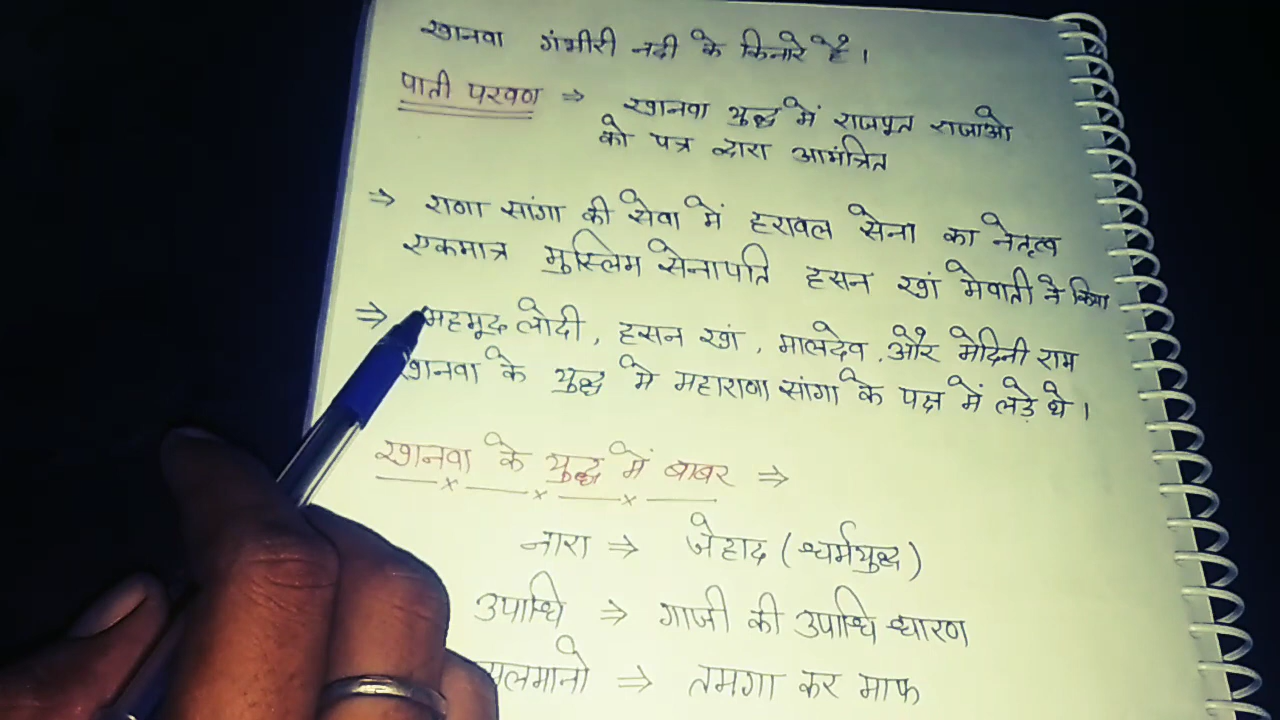 खानवा गंभीरी नदी के किनारे है।
पाती परवण ⇒ खानवा युद्ध में राजपूत राजाओ
को पत्र द्वारा आमंत्रित
⇒ राणा सांगा की सेवा में हरावल सेना का नेतृत्व
एकमात्र मुस्लिम सेनापति हसन खां मेवाती ने किया
⇒ महमूद लोदी, हसन खां, मालदेव, और मेदिनी राम
खानवा के युद्ध मे महाराणा सांगा के पक्ष में लड़े थे।
खानवा के युद्ध में बाबर ⇒
नारा ⇒ जेहाद (धर्मयुद्ध)
उपाधि ⇒ गाजी की उपाधि धारण
⇒ तमगा कर माफ